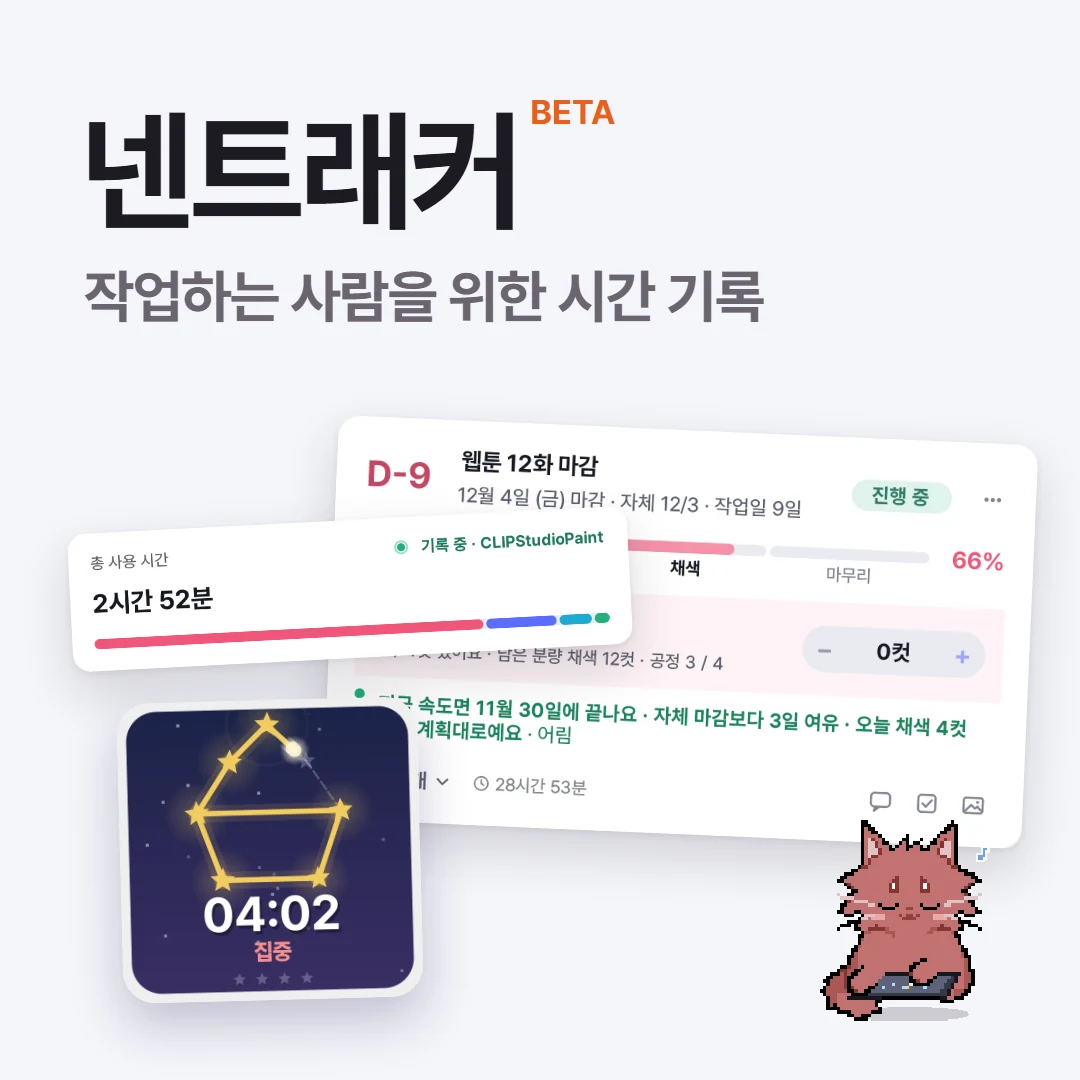 넨트래커 BETA
작업하는 사람을 위한 시간 기록
D-9
웹툰 12화 마감
12월 4일 (금) 마감 · 자체 12/3 · 작업일 9일
진행 중
총 사용 시간
기록 중 · CLIPStudioPaint
2시간 52분
채색
마무리
66%
남은 분량 채색 12컷 · 공정 3 / 4
− 0컷 +
속도면 11월 30일에 끝나요 · 자체 마감보다 3일 여유 · 오늘 채색 4컷
계획대로예요 · 어림
28시간 53분
04:02
집중